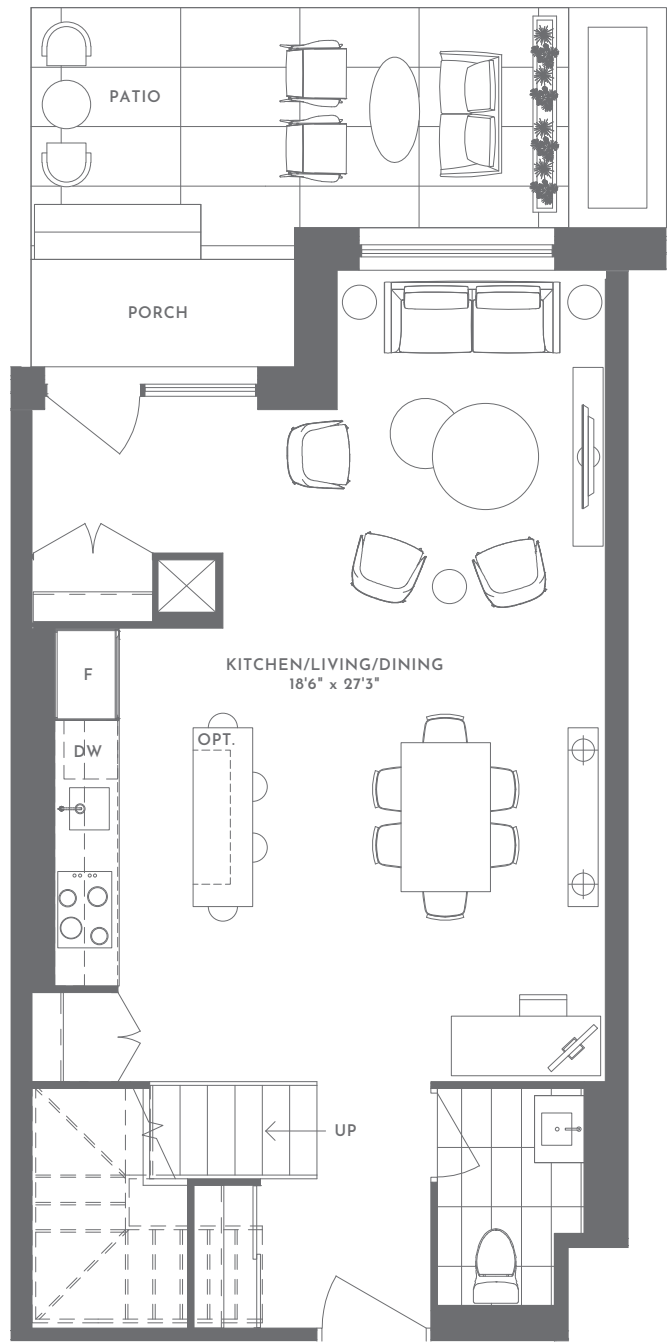 PATIO
PORCH
KITCHEN/LIVING/DINING
18'6" x 27'3"
F
OPT.
DW
UP